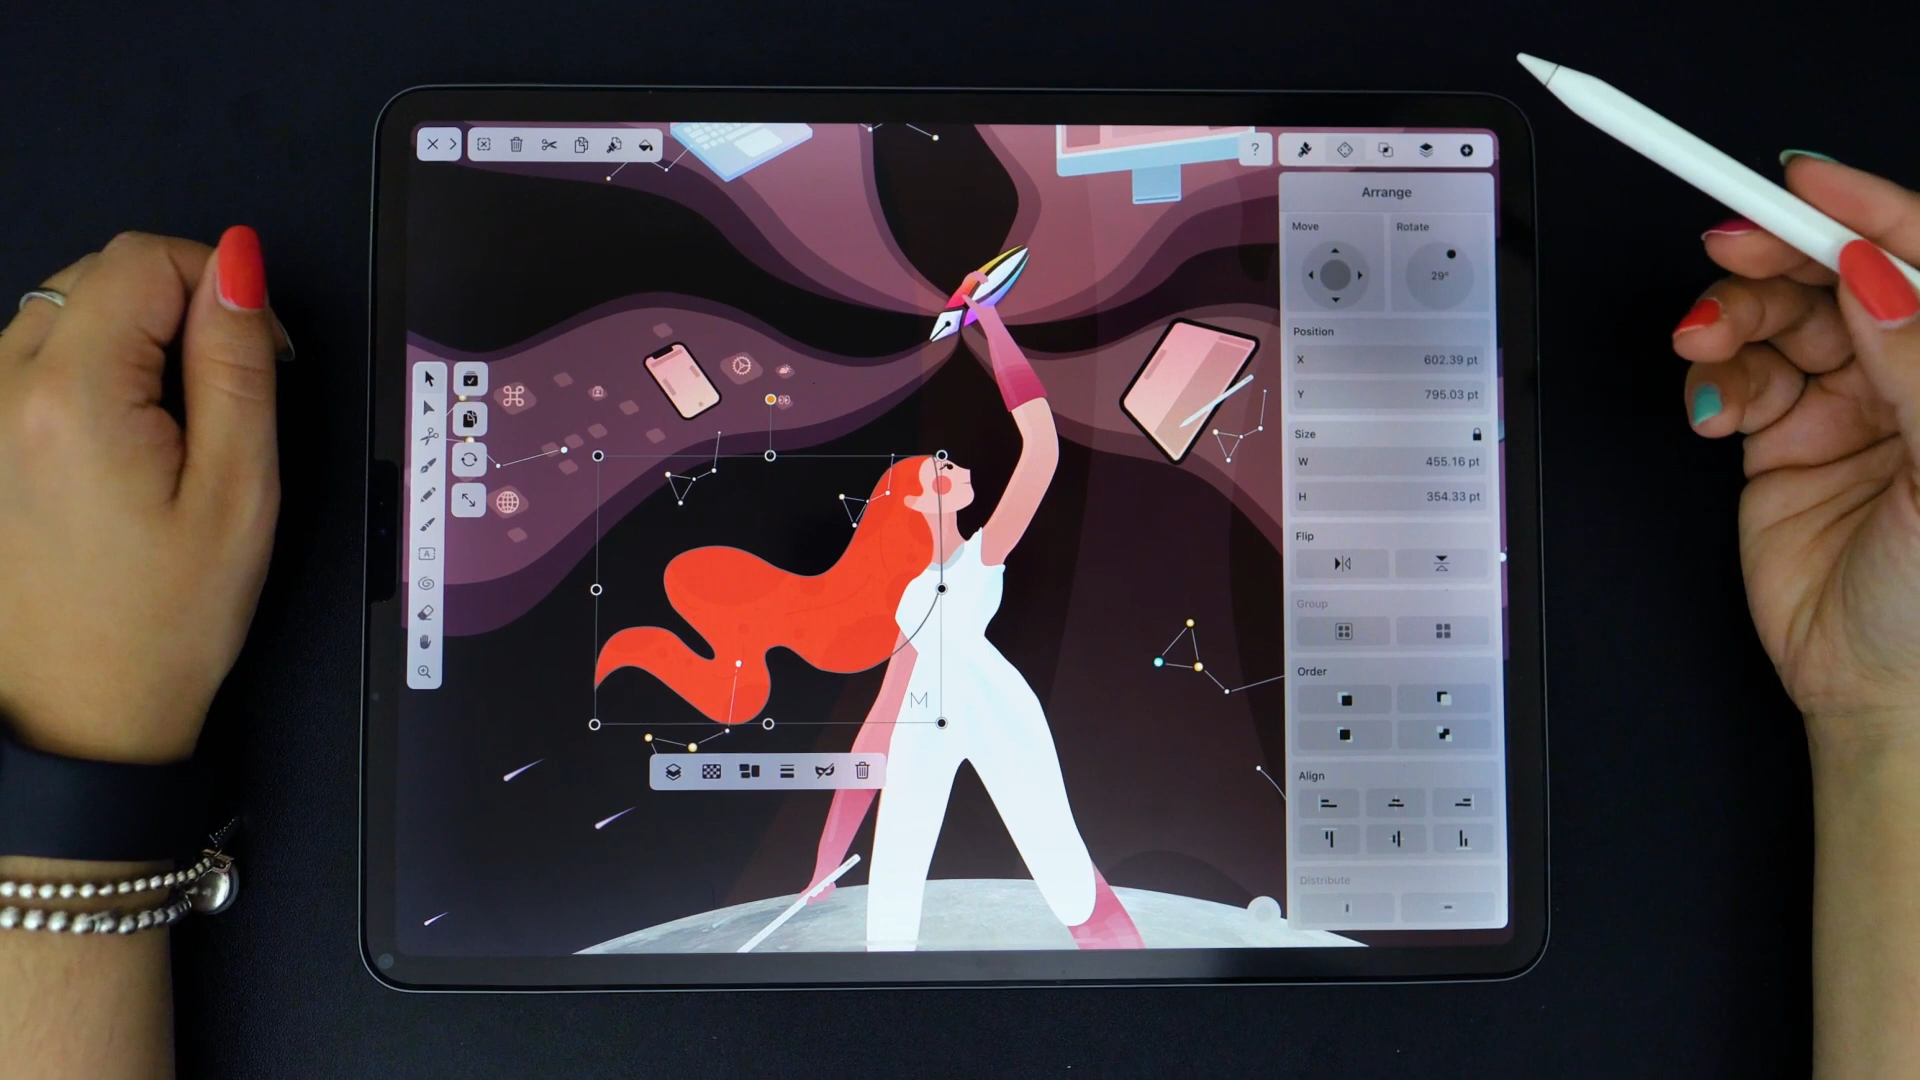 ?
Arrange
Move
Rotate
29°
Position
X 602.39 pt
Y 795.03 pt
Size
W 455.16 pt
H 354.33 pt
Flip
Group
Order
Align
Distribute
A
M